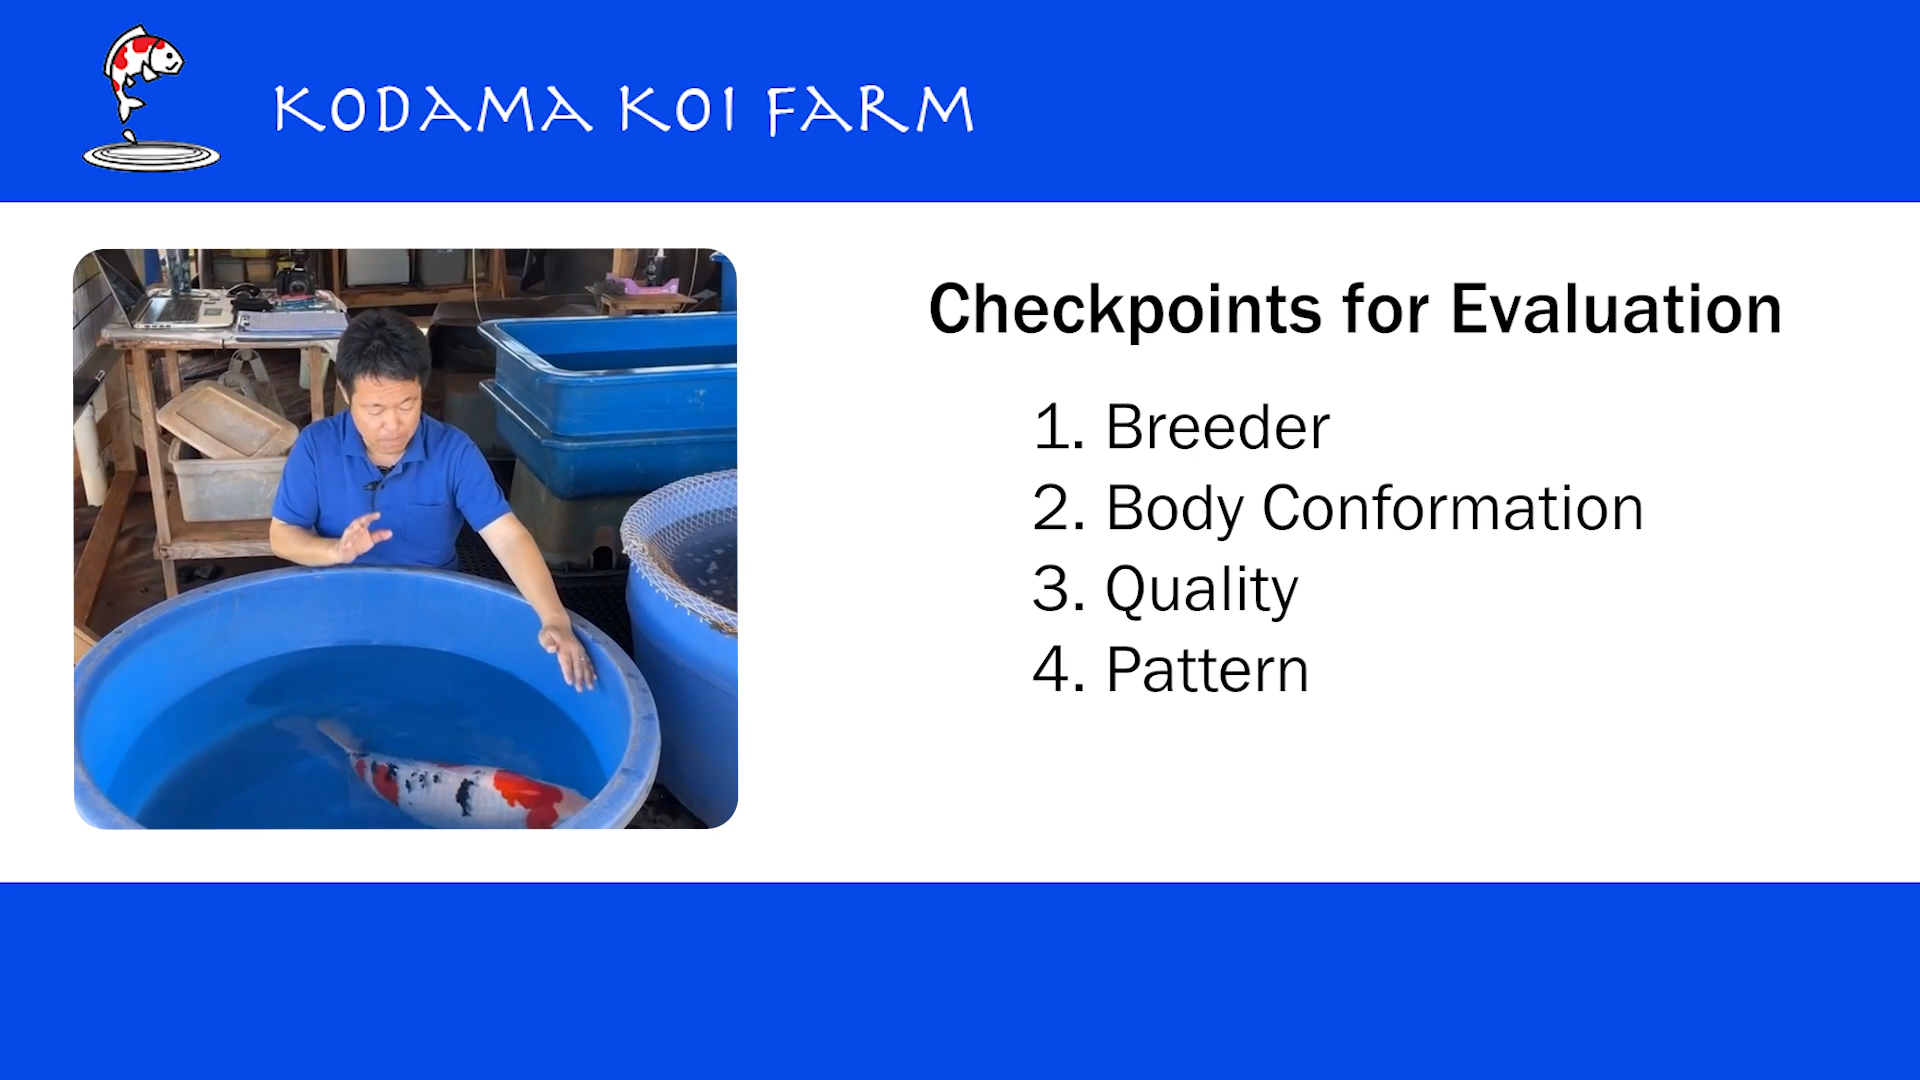 KODAMA KOI FARM
Checkpoints for Evaluation
1. Breeder
2. Body Conformation
3. Quality
4. Pattern